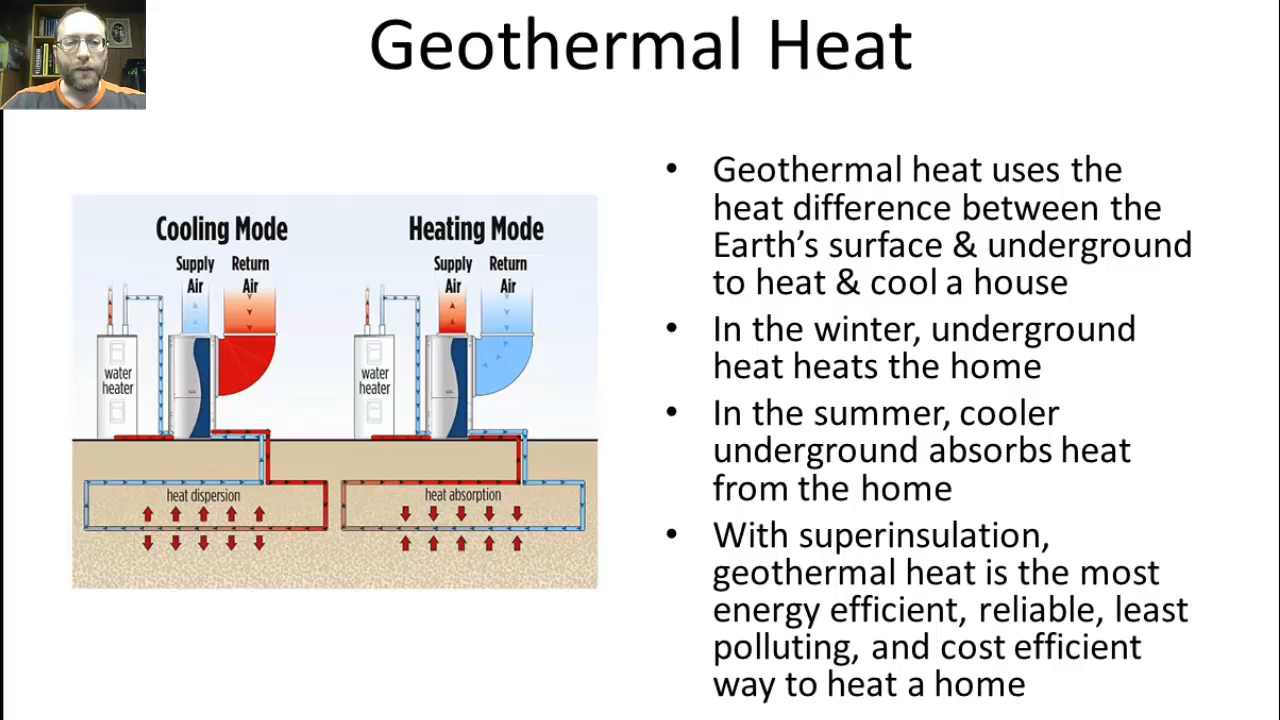 Geothermal Heat
Cooling Mode
Supply Air
Return Air
water heater
heat dispersion
Heating Mode
Supply Air
Return Air
water heater
heat absorption
• Geothermal heat uses the
heat difference between the
Earth's surface & underground
to heat & cool a house
• In the winter, underground
heat heats the home
• In the summer, cooler
underground absorbs heat
from the home
• With superinsulation,
geothermal heat is the most
energy efficient, reliable, least
polluting, and cost efficient
way to heat a home